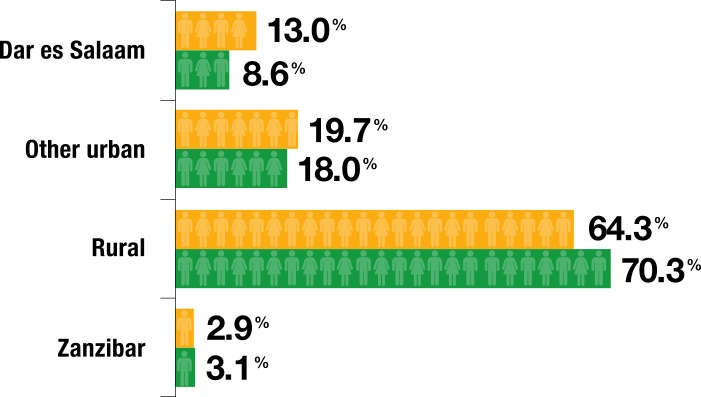 Dar es Salaam
13.0%
8.6%
Other urban
19.7%
18.0%
Rural
64.3%
70.3%
Zanzibar
2.9%
3.1%